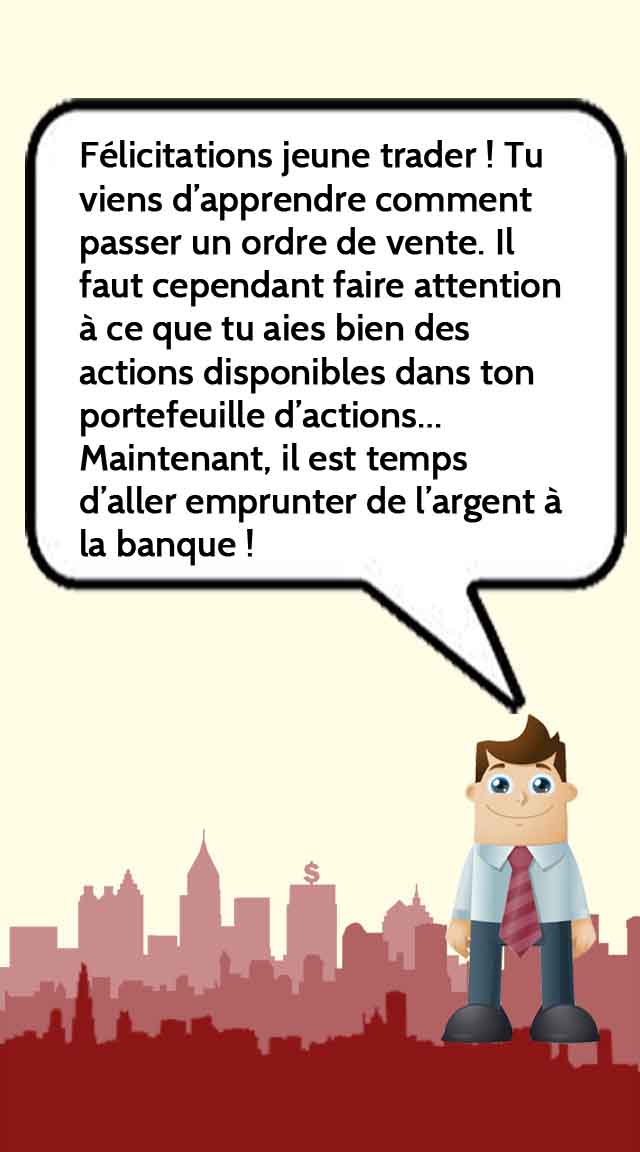 Félicitations jeune trader ! Tu
viens d’apprendre comment
passer un ordre de vente. Il
faut cependant faire attention
à ce que tu aies bien des
actions disponibles dans ton
portefeuille d’actions...
Maintenant, il est temps
d’aller emprunter de l’argent à
la banque !
$